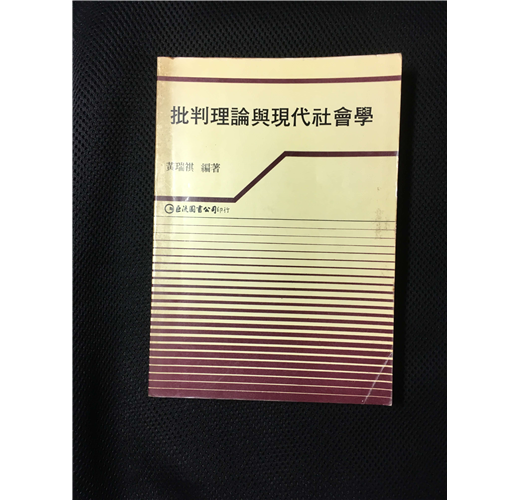 批判理論與現代社會學
黃瑞祺 編著
巨流圖書公司印行